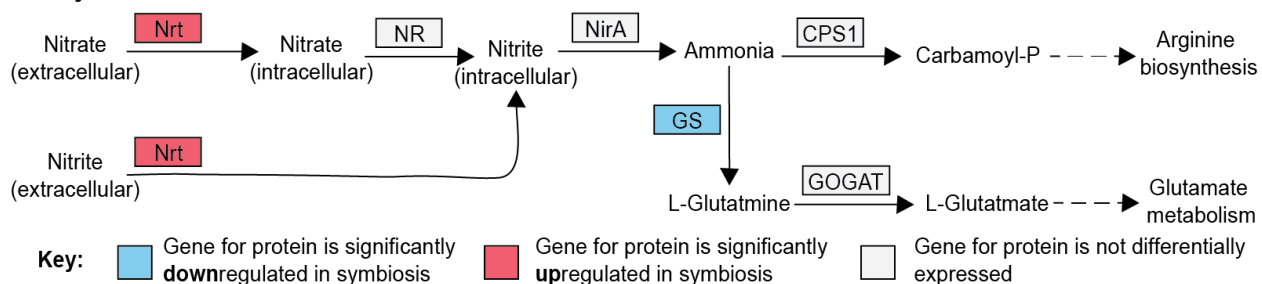 Nrt
NR
NirA
CPS1
Nitrate
(extracellular)
Nitrate
(intracellular)
Nitrite
(intracellular)
Ammonia
Carbamoyl-P
Arginine
biosynthesis
GS
Nrt
Nitrite
(extracellular)
GOGAT
L-Glutatmine
L-Glutatmate
Glutamate
metabolism
Key:
Gene for protein is significantly
downregulated in symbiosis
Gene for protein is significantly
upregulated in symbiosis
Gene for protein is not differentially
expressed